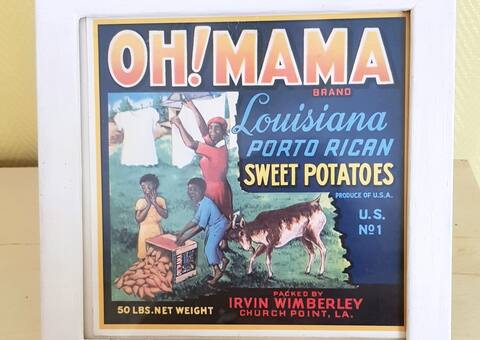 OH! MAMA
BRAND
Louisiana
PORTO RICAN
SWEET POTATOES
PRODUCE OF U.S.A.
U.S.
Nº1
PACKED BY
IRVIN WIMBERLEY
CHURCH POINT, LA.
50 LBS. NET WEIGHT